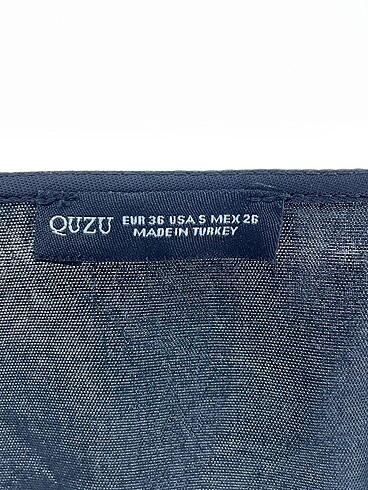 QUZU EUR 36 USA S MEX 26
MADE IN TURKEY